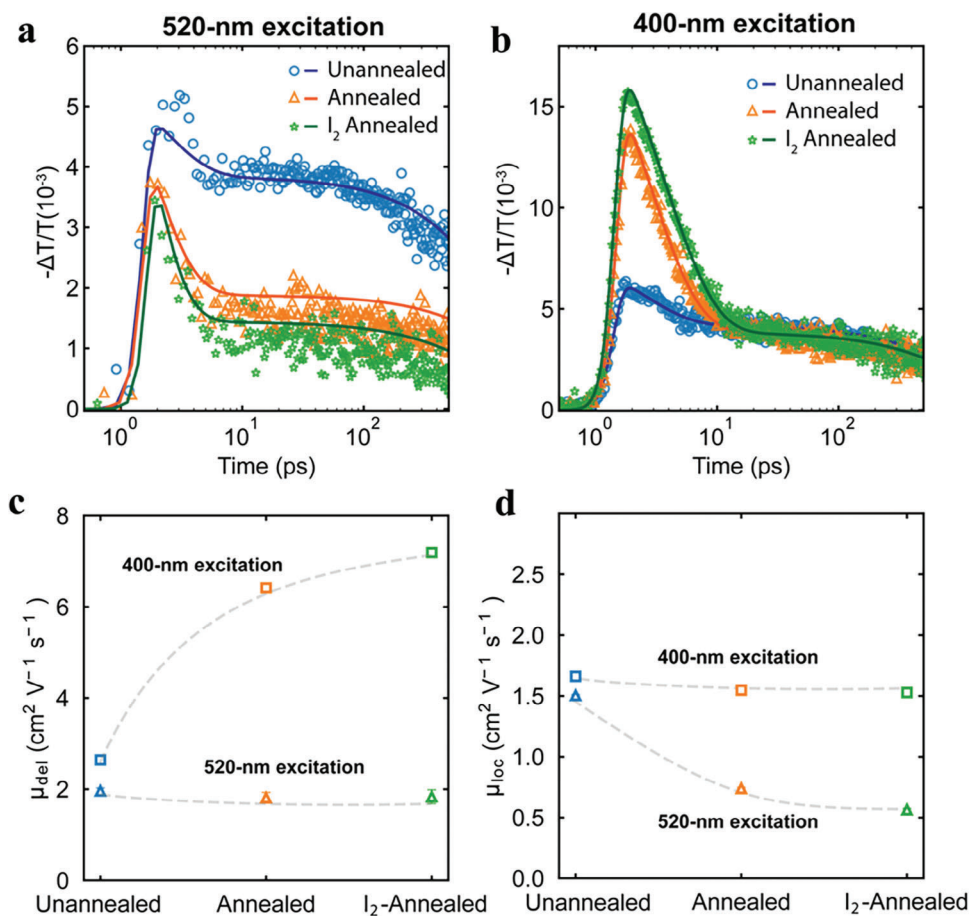 a
520-nm excitation
6
5
4
3
2
1
0
-ΔT/T(10⁻³)
Unannealed
Annealed
I₂ Annealed
10⁰
10¹
10²
Time (ps)
b
400-nm excitation
15
10
5
0
-ΔT/T (10⁻³)
Unannealed
Annealed
I₂ Annealed
10⁰
10¹
10²
Time (ps)
c
8
6
4
2
0
μdel (cm² V⁻¹ s⁻¹)
400-nm excitation
520-nm excitation
Unannealed
Annealed
I₂-Annealed
d
2.5
2.0
1.5
1.0
0.5
0.0
μloc (cm² V⁻¹ s⁻¹)
400-nm excitation
520-nm excitation
Unannealed
Annealed
I₂-Annealed